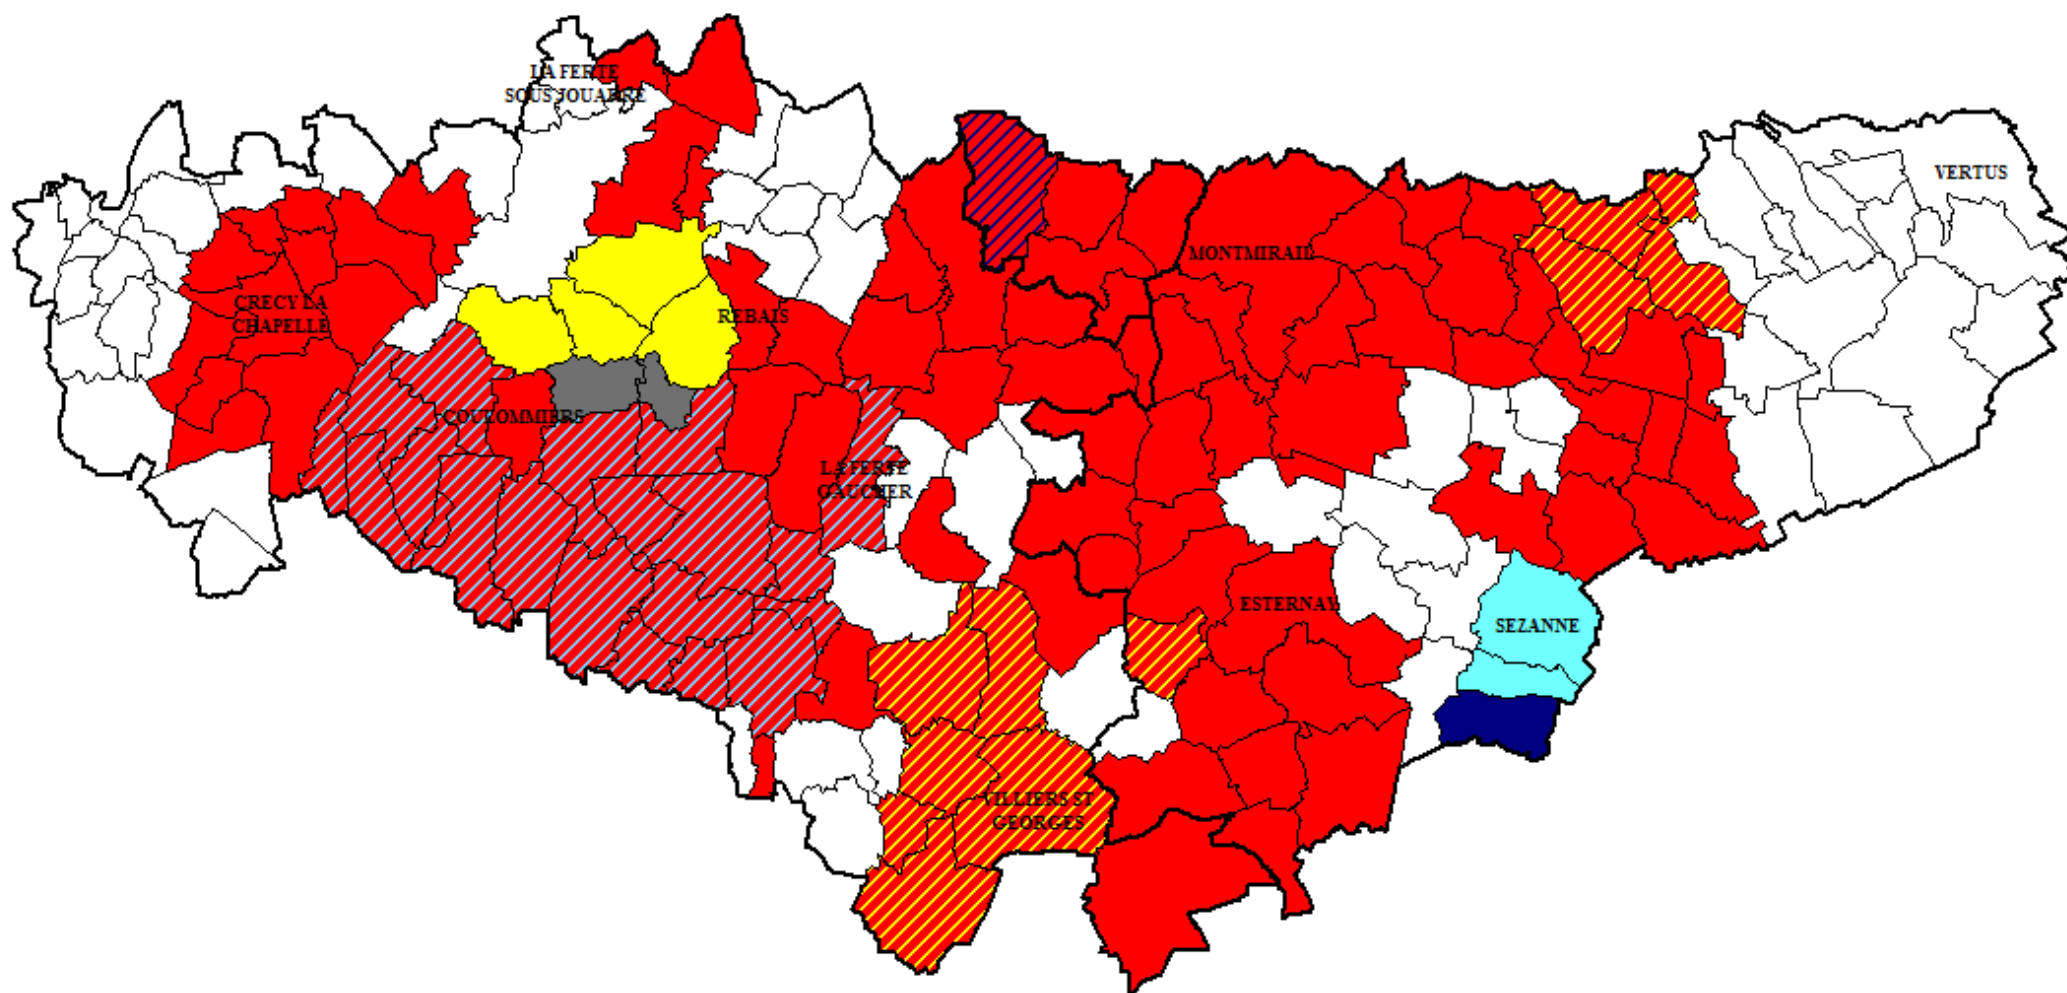 LA FERTE
SOUS JOUARRE
VERTUS
MONTMIRAIL
CRECY LA
CHAPELLE
REBAIS
COULOMMIERS
LA FERTE
GAUCHER
ESTERNAY
SEZANNE
VILLIERS ST
GEORGES